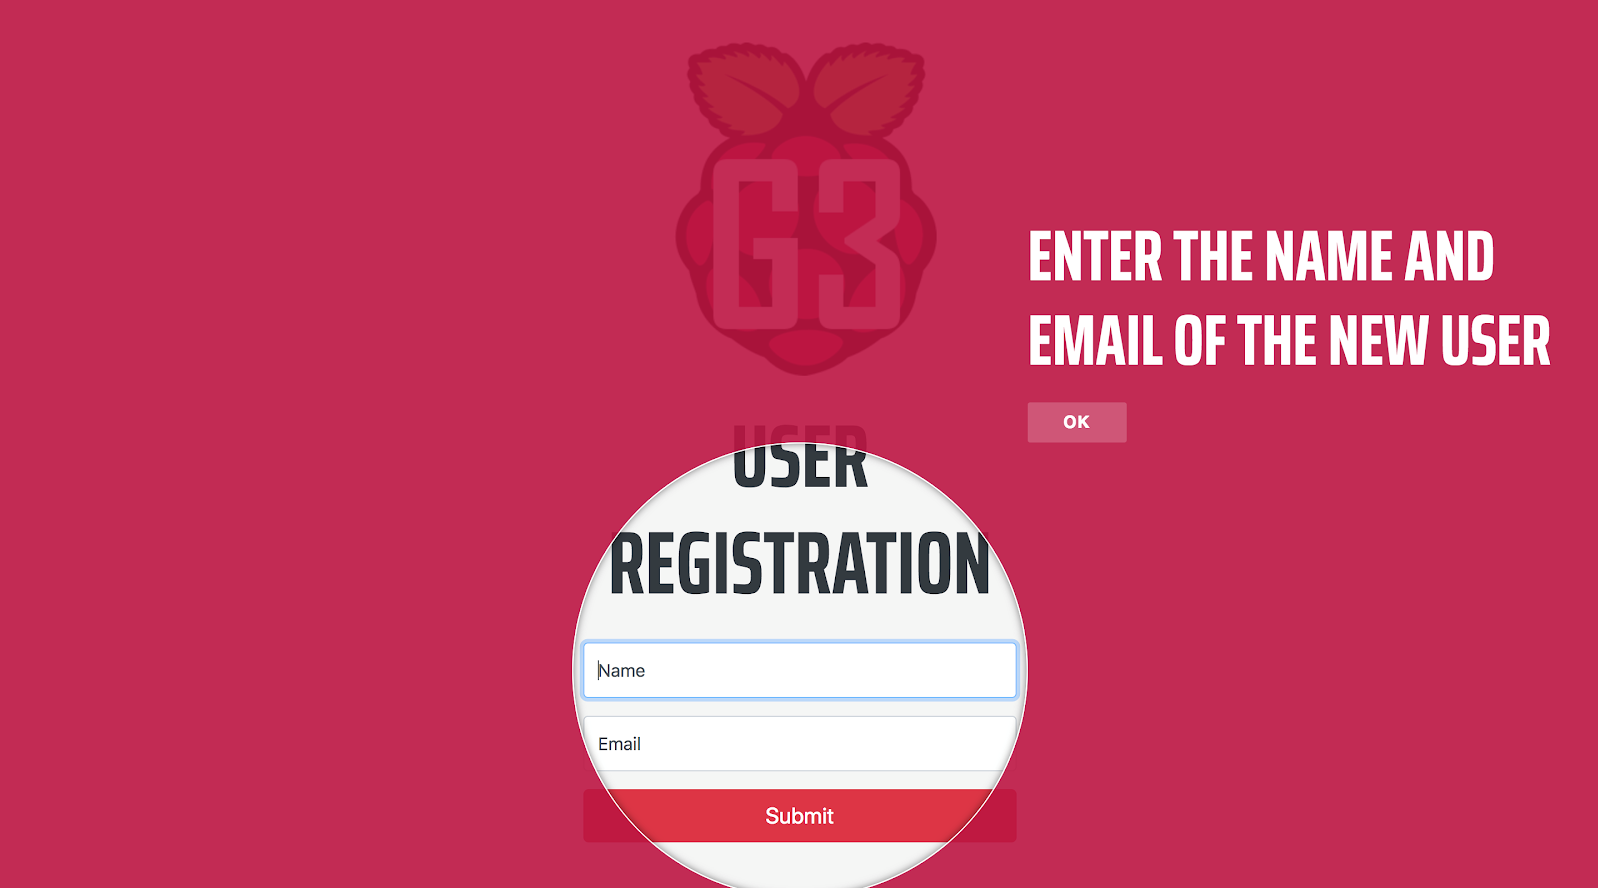 G3
ENTER THE NAME AND
EMAIL OF THE NEW USER
OK
USER
REGISTRATION
Name
Email
Submit